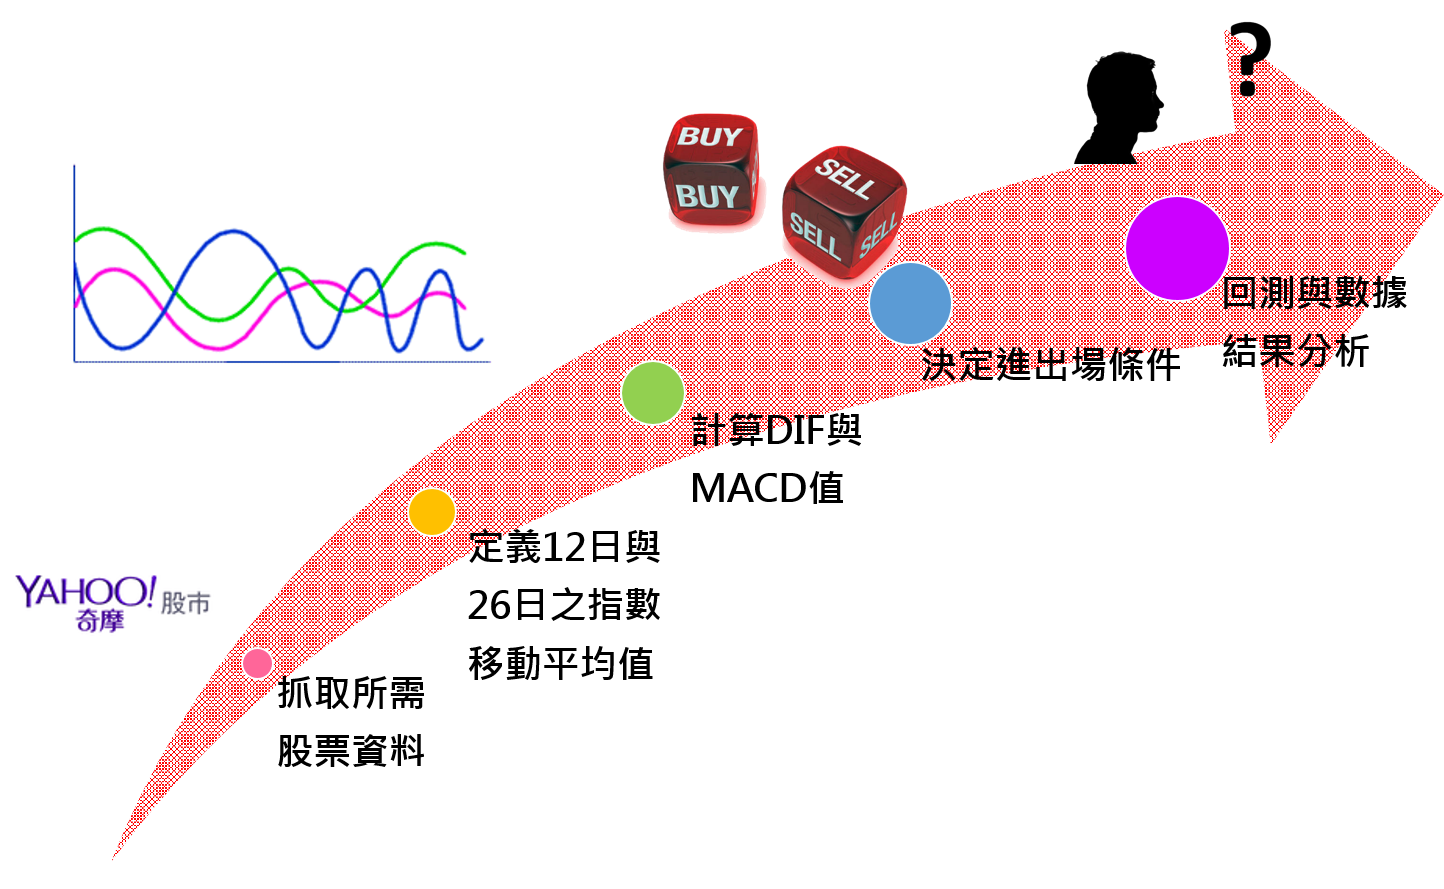 YAHOO!
奇摩
股市
抓取所需
股票資料
定義12日與
26日之指數
移動平均值
計算DIF與
MACD值
BUY
BUY
SELL
SELL
SELL
決定進出場條件
?
回測與數據
結果分析